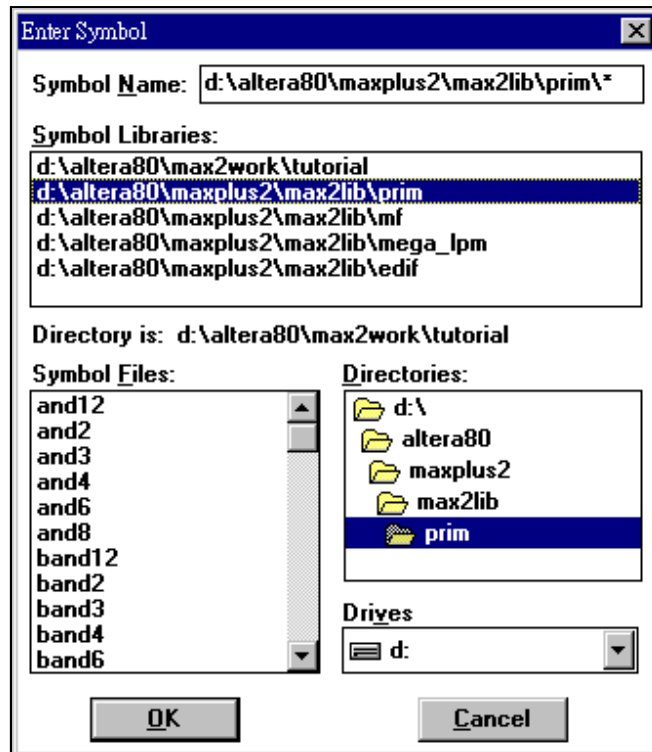 Enter Symbol
Symbol Name: d:\altera80\maxplus2\max2lib\prim\*
Symbol Libraries:
d:\altera80\max2work\tutorial
d:\altera80\maxplus2\max2lib\prim
d:\altera80\maxplus2\max2lib\mf
d:\altera80\maxplus2\max2lib\mega_lpm
d:\altera80\maxplus2\max2lib\edif
Directory is: d:\altera80\max2work\tutorial
Symbol Files:
and12
and2
and3
and4
and6
and8
band12
band2
band3
band4
band6
Directories:
d:\
altera80
maxplus2
max2lib
prim
Drives
d:
OK
Cancel